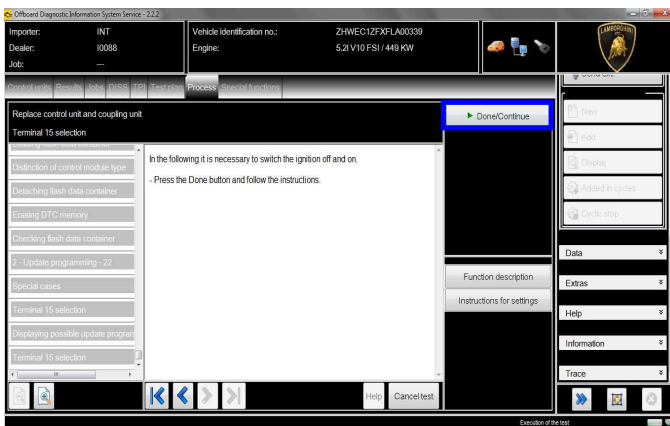 Offboard Diagnostic Information System Service - 2.2.2
Importer: INT
Dealer: I0088
Job: ---
Vehicle identification no.: ZHWEC1ZFXFLA00339
Engine: 5.2l V10 FSI / 449 KW
LAMBORGHINI
Control units Results Jobs DISS TPI Test plan Process Special functions
Replace control unit and coupling unit
Terminal 15 selection
Done/Continue
Distinction of control module type
Detaching flash data container
Erasing DTC memory
Checking flash data container
2 - Update programming - 22
Special cases
Terminal 15 selection
Displaying possible update program
Terminal 15 selection
In the following it is necessary to switch the ignition off and on.
- Press the Done button and follow the instructions.
Function description
Instructions for settings
Help
Cancel test
New
Add
Display
Added in cycles
Cyclic stop
Data
Extras
Help
Information
Trace
Execution of the test